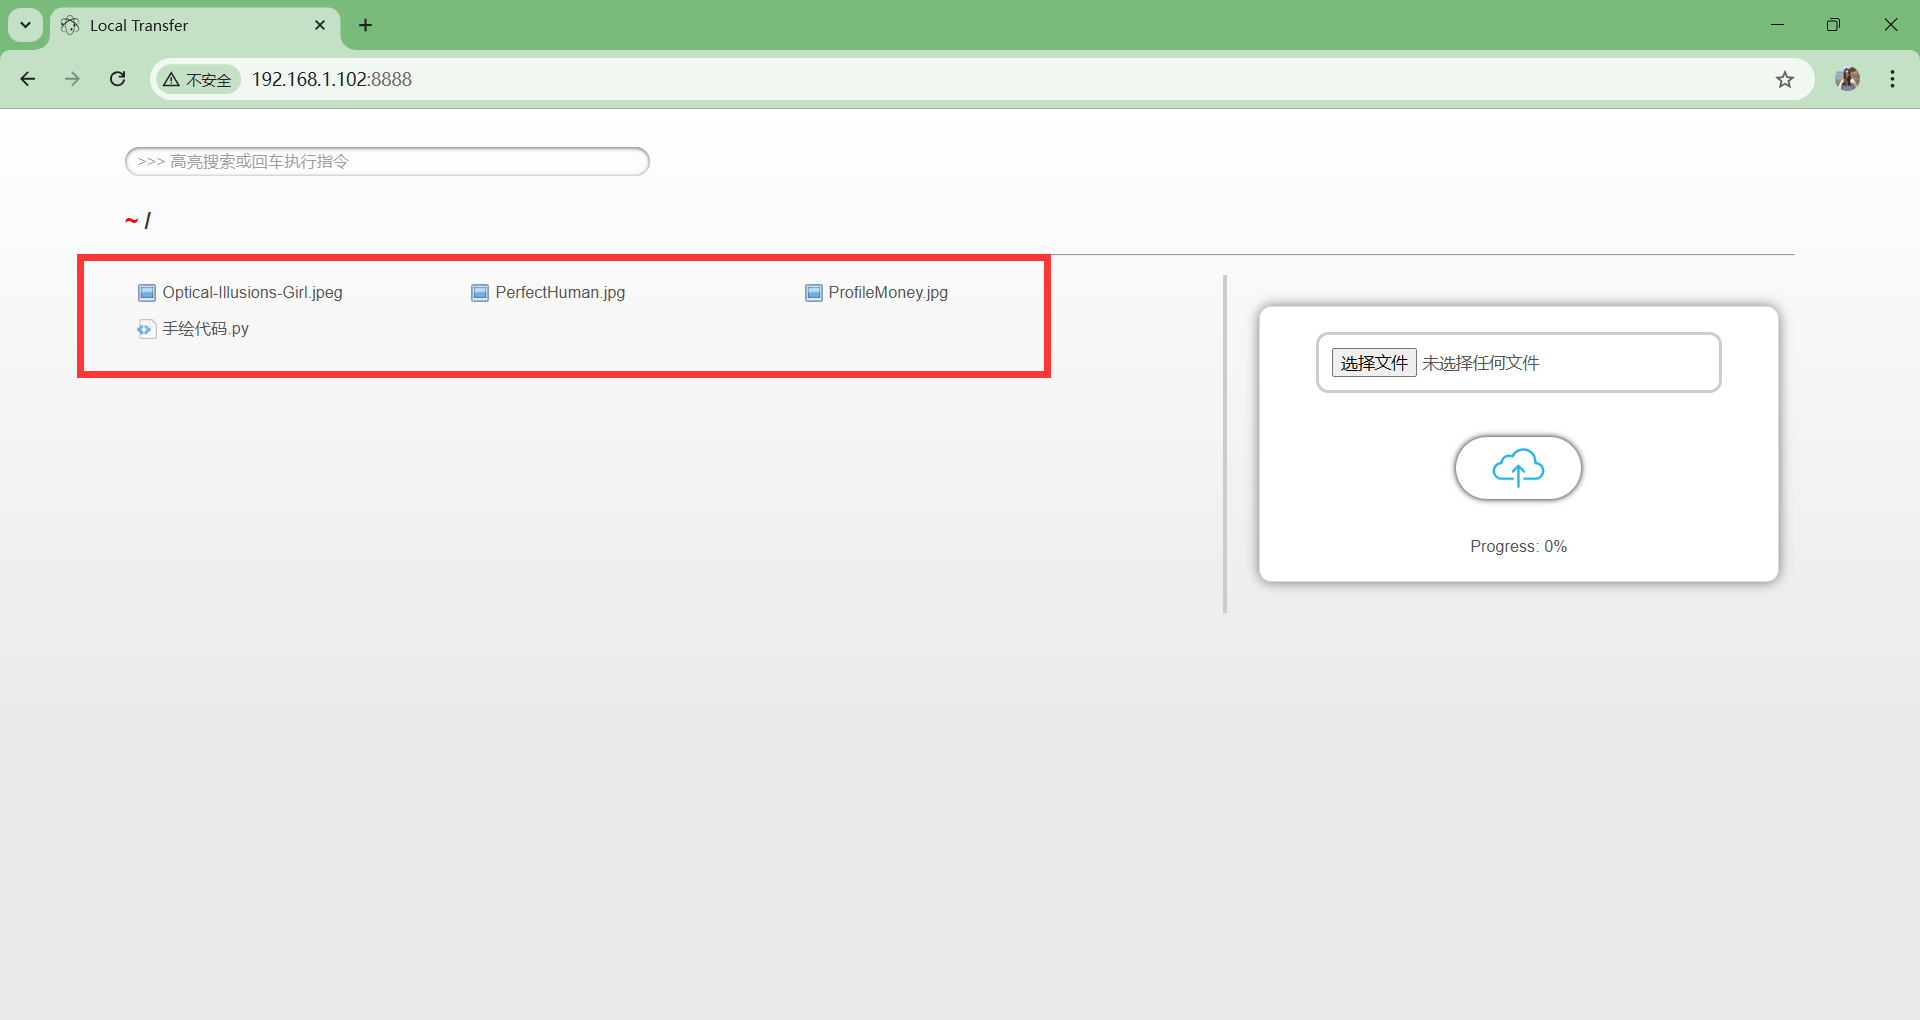 Local Transfer
不安全 192.168.1.102:8888
>>> 高亮搜索或回车执行指令
~ /
Optical-Illusions-Girl.jpeg PerfectHuman.jpg ProfileMoney.jpg
手绘代码.py
选择文件 未选择任何文件
Progress: 0%